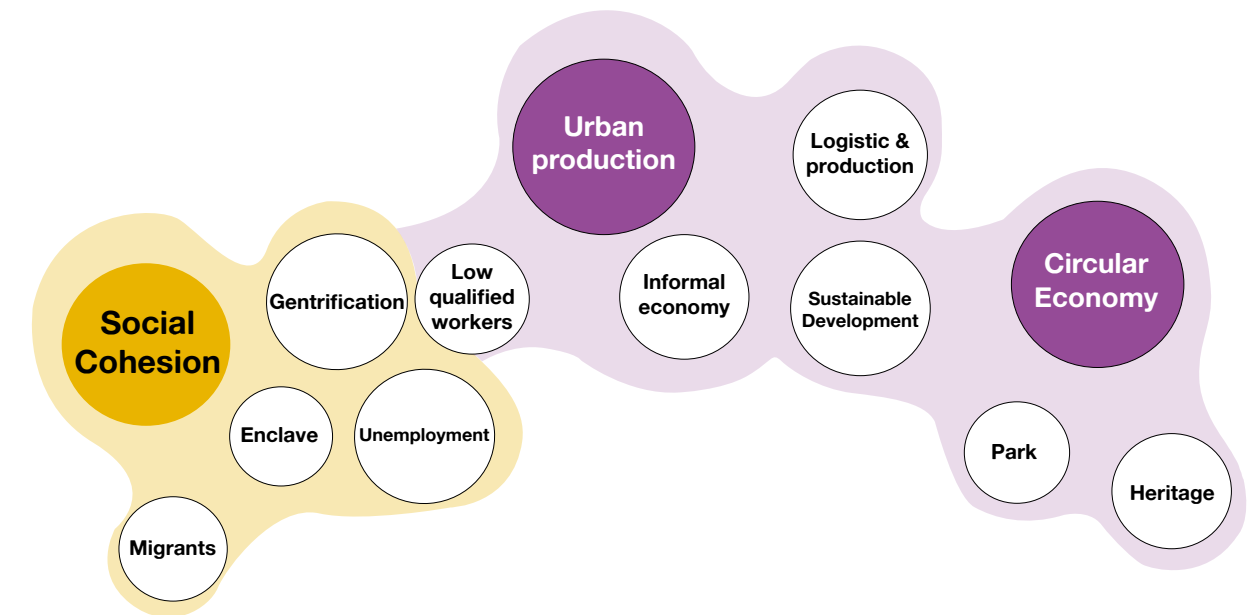 Urban
production
Logistic &
production
Circular
Economy
Social
Cohesion
Gentrification
Low
qualified
workers
Informal
economy
Sustainable
Development
Enclave
Unemployment
Park
Heritage
Migrants